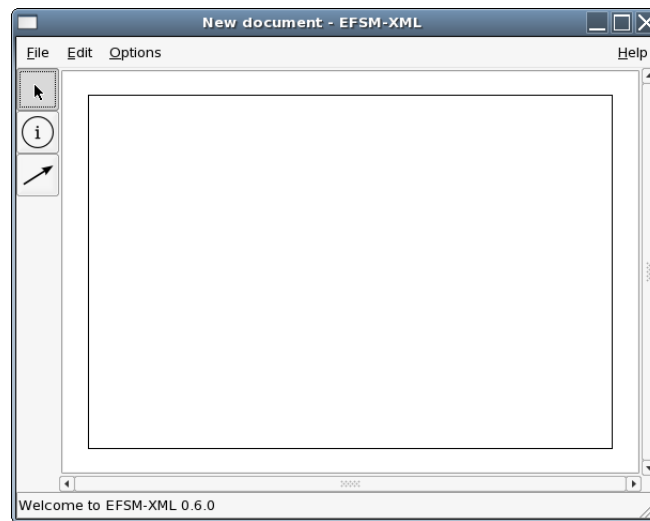 New document - EFSM-XML
File Edit Options Help
i
Welcome to EFSM-XML 0.6.0